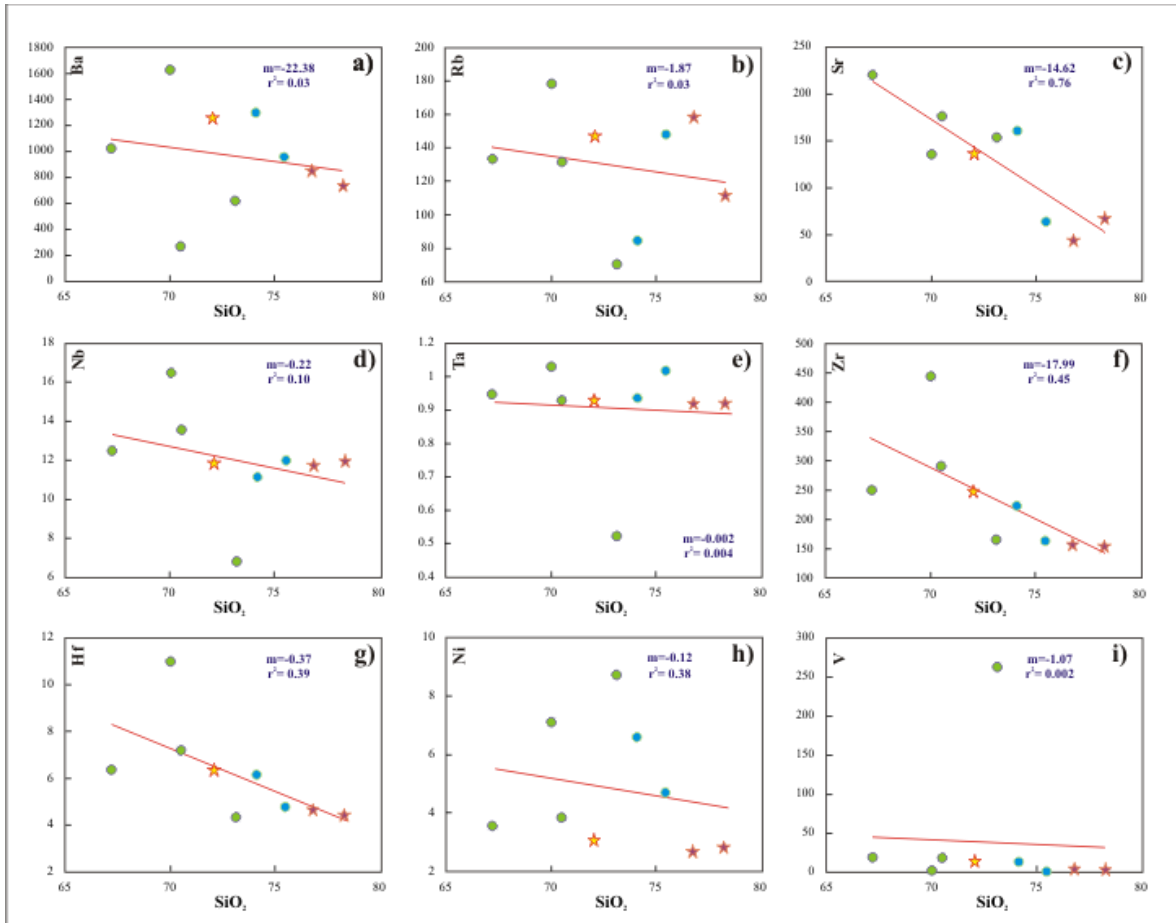 1800
1600
1400
1200
1000
800
600
400
200
0
Ba
a)
m=-22.38
r²= 0.03
65 70 75 80
SiO₂
200
180
160
140
120
100
80
60
Rb
b)
m=-1.87
r²= 0.03
65 70 75 80
SiO₂
250
200
150
100
50
0
Sr
c)
m=-14.62
r²= 0.76
65 70 75 80
SiO₂
18
16
14
12
10
8
6
Nb
d)
m=-0.22
r²= 0.10
65 70 75 80
SiO₂
1.2
1
0.9
0.8
0.7
0.6
0.5
0.4
Ta
e)
m=-0.002
r²= 0.004
65 70 75 80
SiO₂
500
450
400
350
300
250
200
150
100
Zr
f)
m=-17.99
r²= 0.45
65 70 75 80
SiO₂
12
10
8
6
4
2
Hf
g)
m=-0.37
r²= 0.39
65 70 75 80
SiO₂
10
8
6
4
2
Ni
h)
m=-0.12
r²= 0.38
65 70 75 80
SiO₂
300
250
200
150
100
50
0
V
i)
m=-1.07
r²= 0.002
65 70 75 80
SiO₂